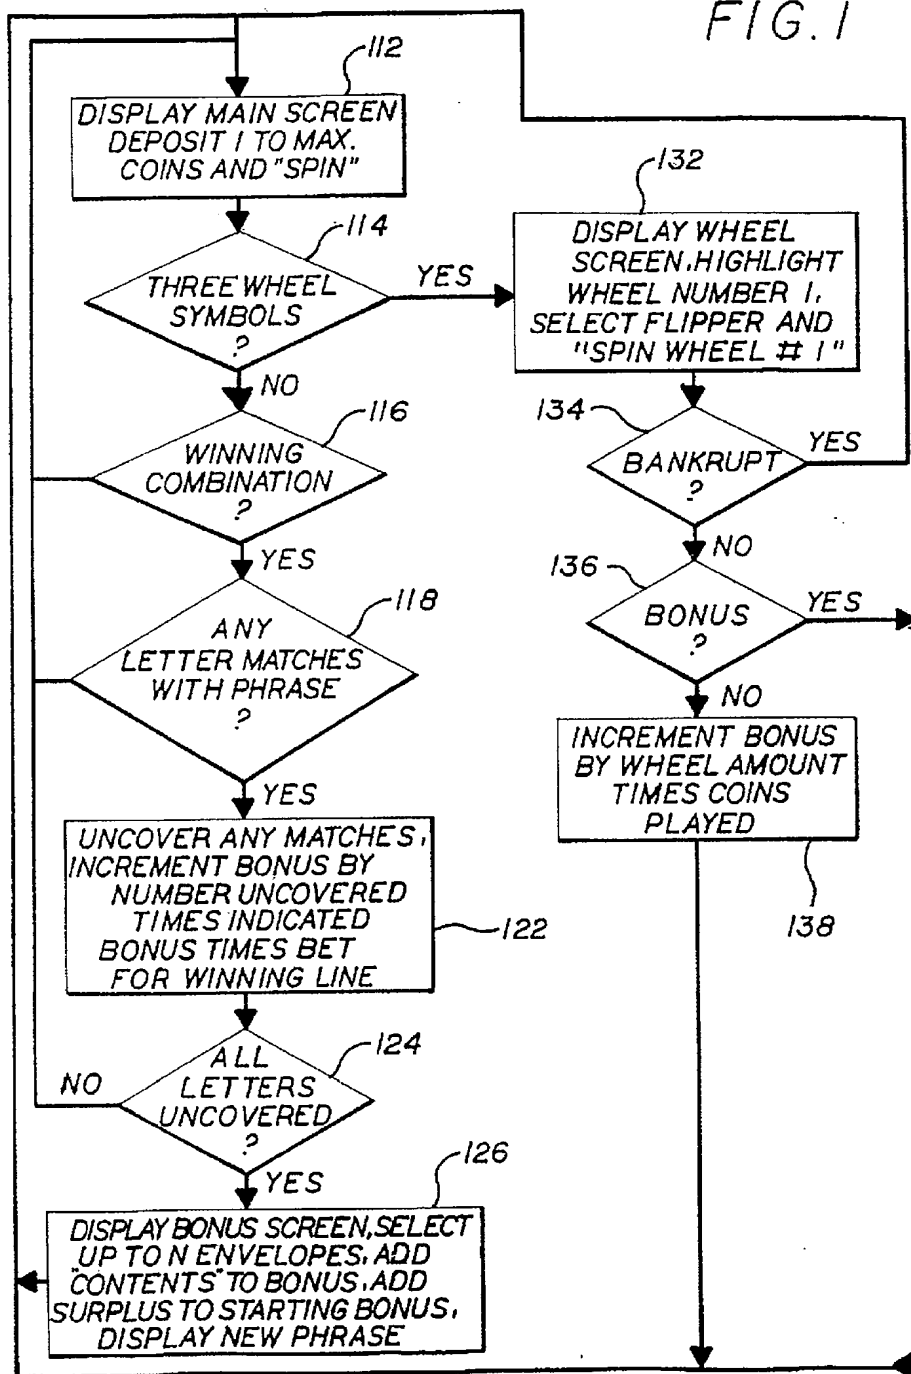 FIG. 1
112
DISPLAY MAIN SCREEN
DEPOSIT 1 TO MAX.
COINS AND "SPIN"
114
THREE WHEEL
SYMBOLS
?
YES
NO
116
WINNING
COMBINATION
?
YES
118
ANY
LETTER MATCHES
WITH PHRASE
?
YES
UNCOVER ANY MATCHES,
INCREMENT BONUS BY
NUMBER UNCOVERED
TIMES INDICATED
BONUS TIMES BET
FOR WINNING LINE
122
124
ALL
LETTERS
UNCOVERED
?
NO
YES
126
DISPLAY BONUS SCREEN, SELECT
UP TO N ENVELOPES, ADD
"CONTENTS" TO BONUS, ADD
SURPLUS TO STARTING BONUS,
DISPLAY NEW PHRASE
132
DISPLAY WHEEL
SCREEN, HIGHLIGHT
WHEEL NUMBER 1,
SELECT FLIPPER AND
"SPIN WHEEL # 1"
134
BANKRUPT
?
YES
NO
136
BONUS
?
YES
NO
INCREMENT BONUS
BY WHEEL AMOUNT
TIMES COINS
PLAYED
138